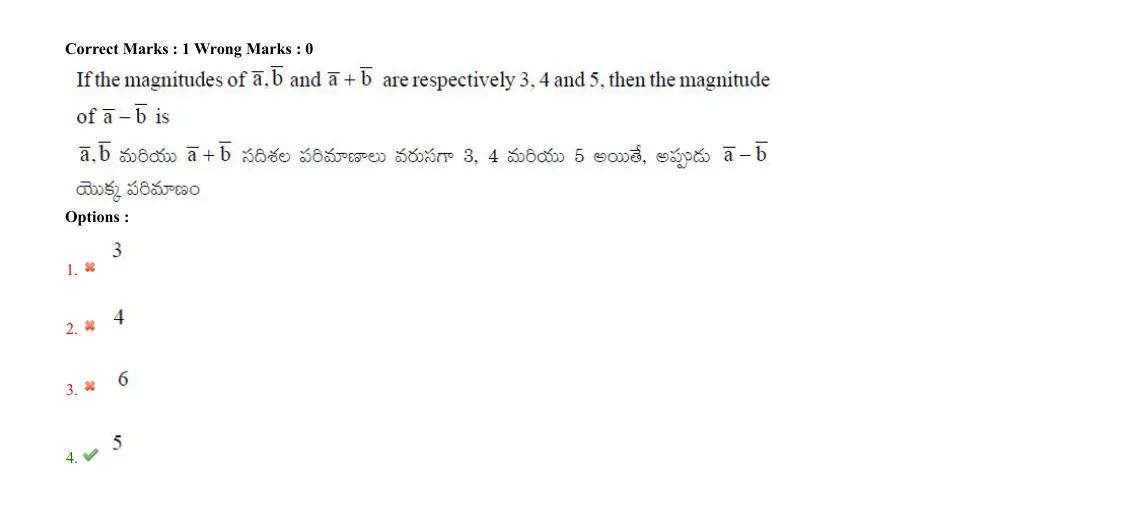 Correct Marks : 1 Wrong Marks : 0
If the magnitudes of a̅, b̅ and a̅ + b̅ are respectively 3, 4 and 5, then the magnitude
of a̅ − b̅ is
a̅, b̅ మరియు a̅ + b̅ సదిశల పరిమాణాలు వరుసగా 3, 4 మరియు 5 అయితే, అప్పుడు a̅ − b̅
యొక్క పరిమాణం
Options :
1. ✖ 3
2. ✖ 4
3. ✖ 6
4. ✔ 5